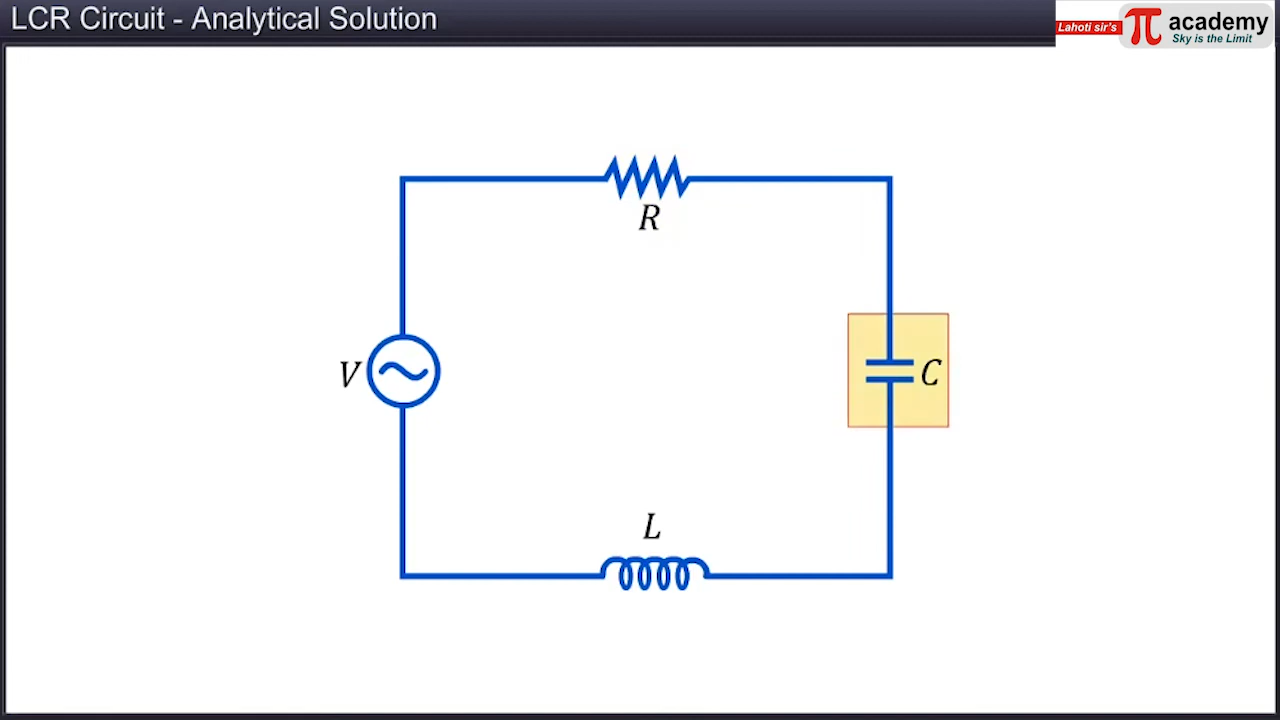 LCR Circuit - Analytical Solution
Lahoti sir's
π academy
Sky is the Limit
R
V
C
L